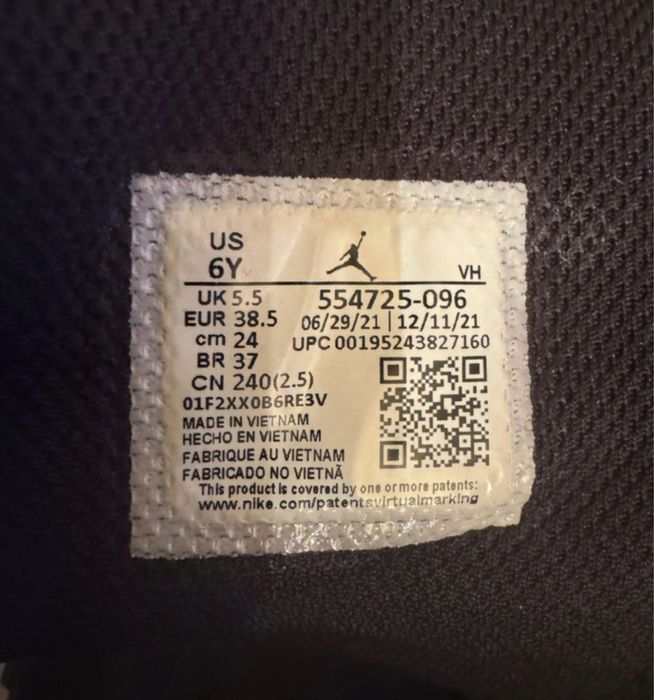 US
6Y
VH
UK 5.5
554725-096
EUR 38.5
06/29/21 | 12/11/21
cm 24
UPC 00195243827160
BR 37
CN 240(2.5)
01F2XX0B6RE3V
MADE IN VIETNAM
HECHO EN VIETNAM
FABRIQUE AU VIETNAM
FABRICADO NO VIETNÃ
This product is covered by one or more patents:
www.nike.com/patentsvirtualmarking